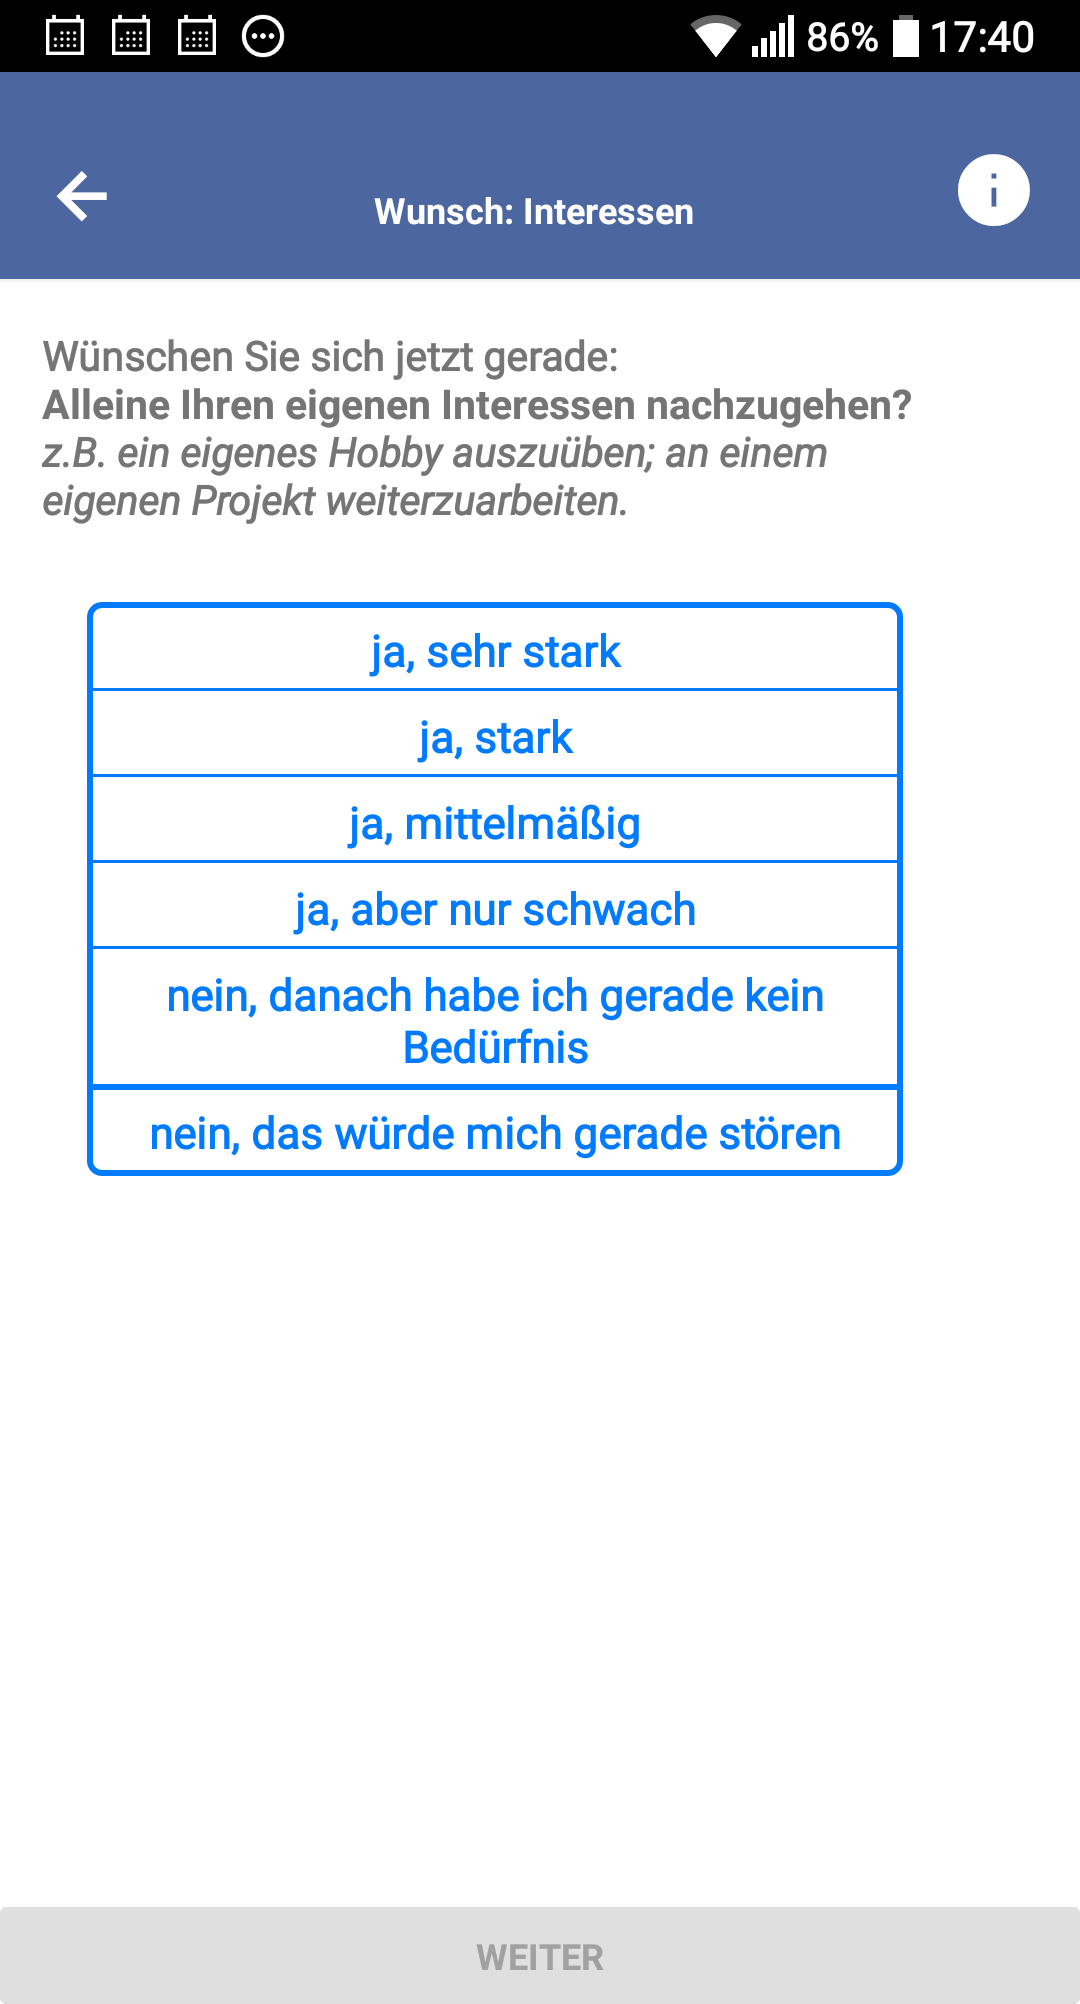 86% 17:40
Wunsch: Interessen
Wünschen Sie sich jetzt gerade:
Alleine Ihren eigenen Interessen nachzugehen?
z.B. ein eigenes Hobby auszuüben; an einem
eigenen Projekt weiterzuarbeiten.
ja, sehr stark
ja, stark
ja, mittelmäßig
ja, aber nur schwach
nein, danach habe ich gerade kein
Bedürfnis
nein, das würde mich gerade stören
WEITER